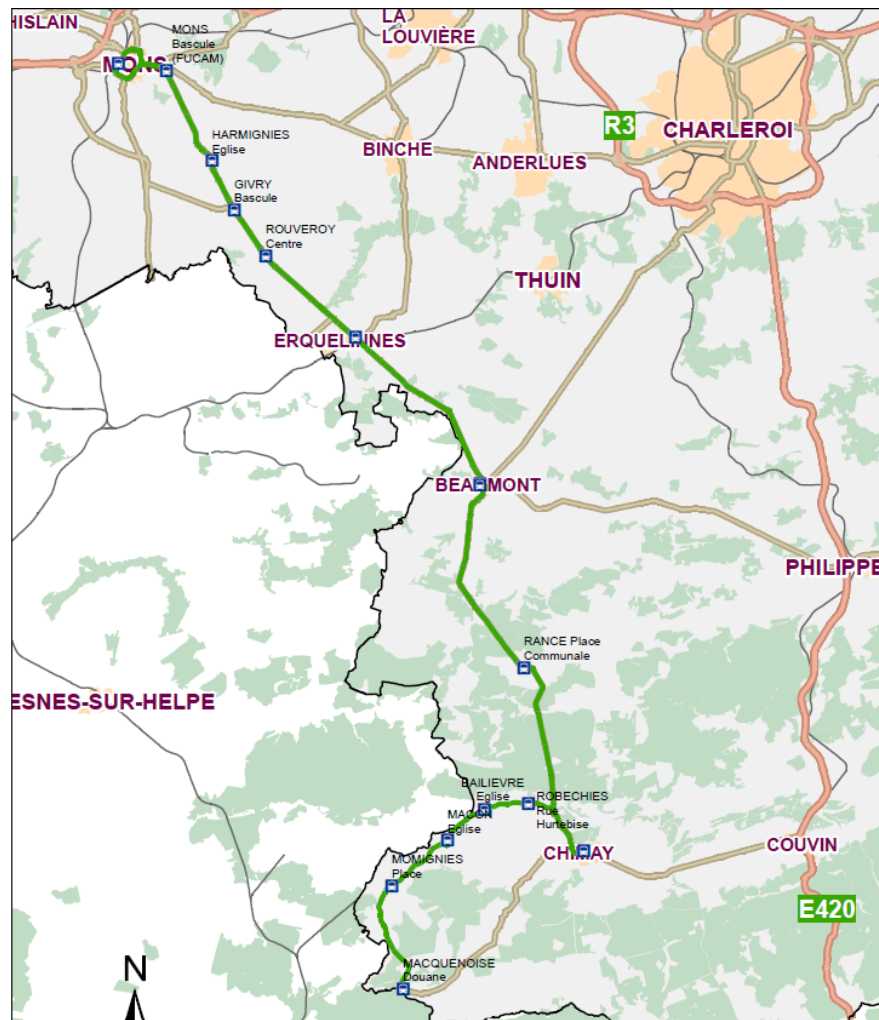 HISLAIN
MONS
Bascule
(FUCAM)
LA
LOUVIÈRE
MONS
R3
CHARLEROI
HARMIGNIES
Eglise
BINCHE
ANDERLUES
GIVRY
Bascule
ROUVEROY
Centre
THUIN
ERQUELINNES
BEAUMONT
PHILIPPE
RANCE Place
Communale
ESNES-SUR-HELPE
BAILIEVRE
Eglise
ROBECHIES
Rue
Hurtebise
MACON
Eglise
COUVIN
CHIMAY
MOMIGNIES
Place
E420
MACQUENOISE
Douane
N